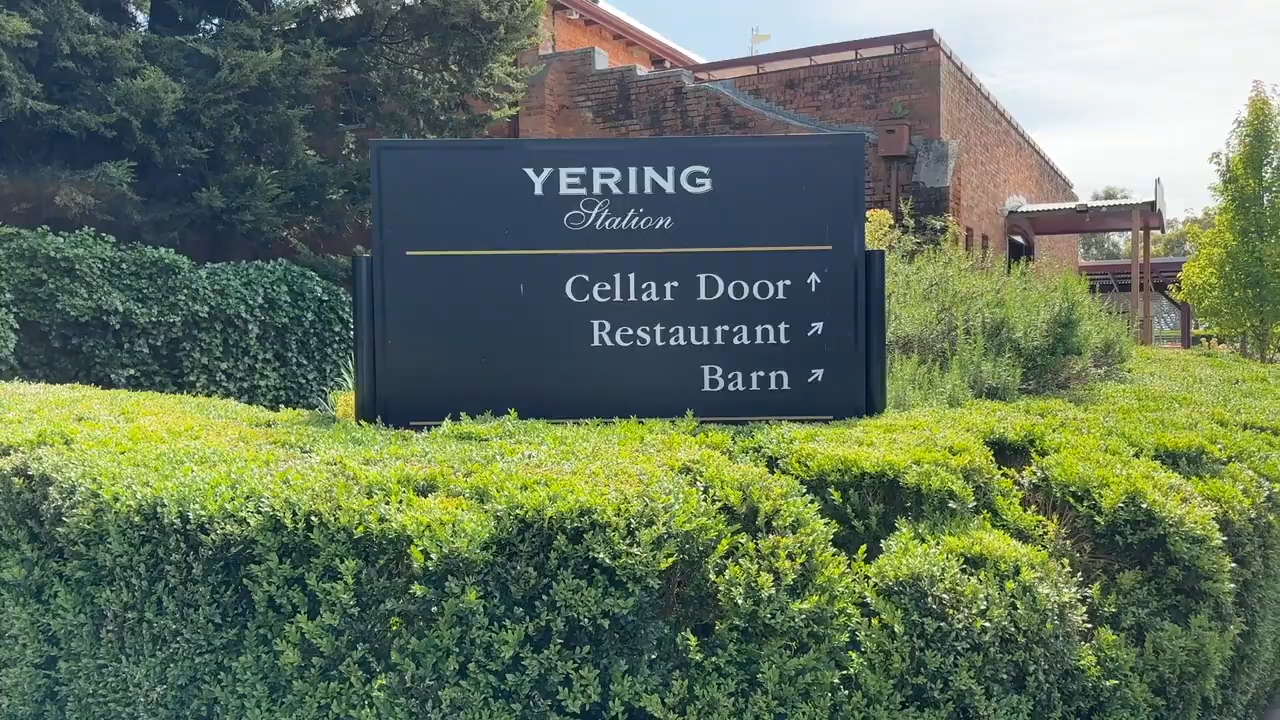 YERING
Station
Cellar Door ↑
Restaurant ↗
Barn ↗